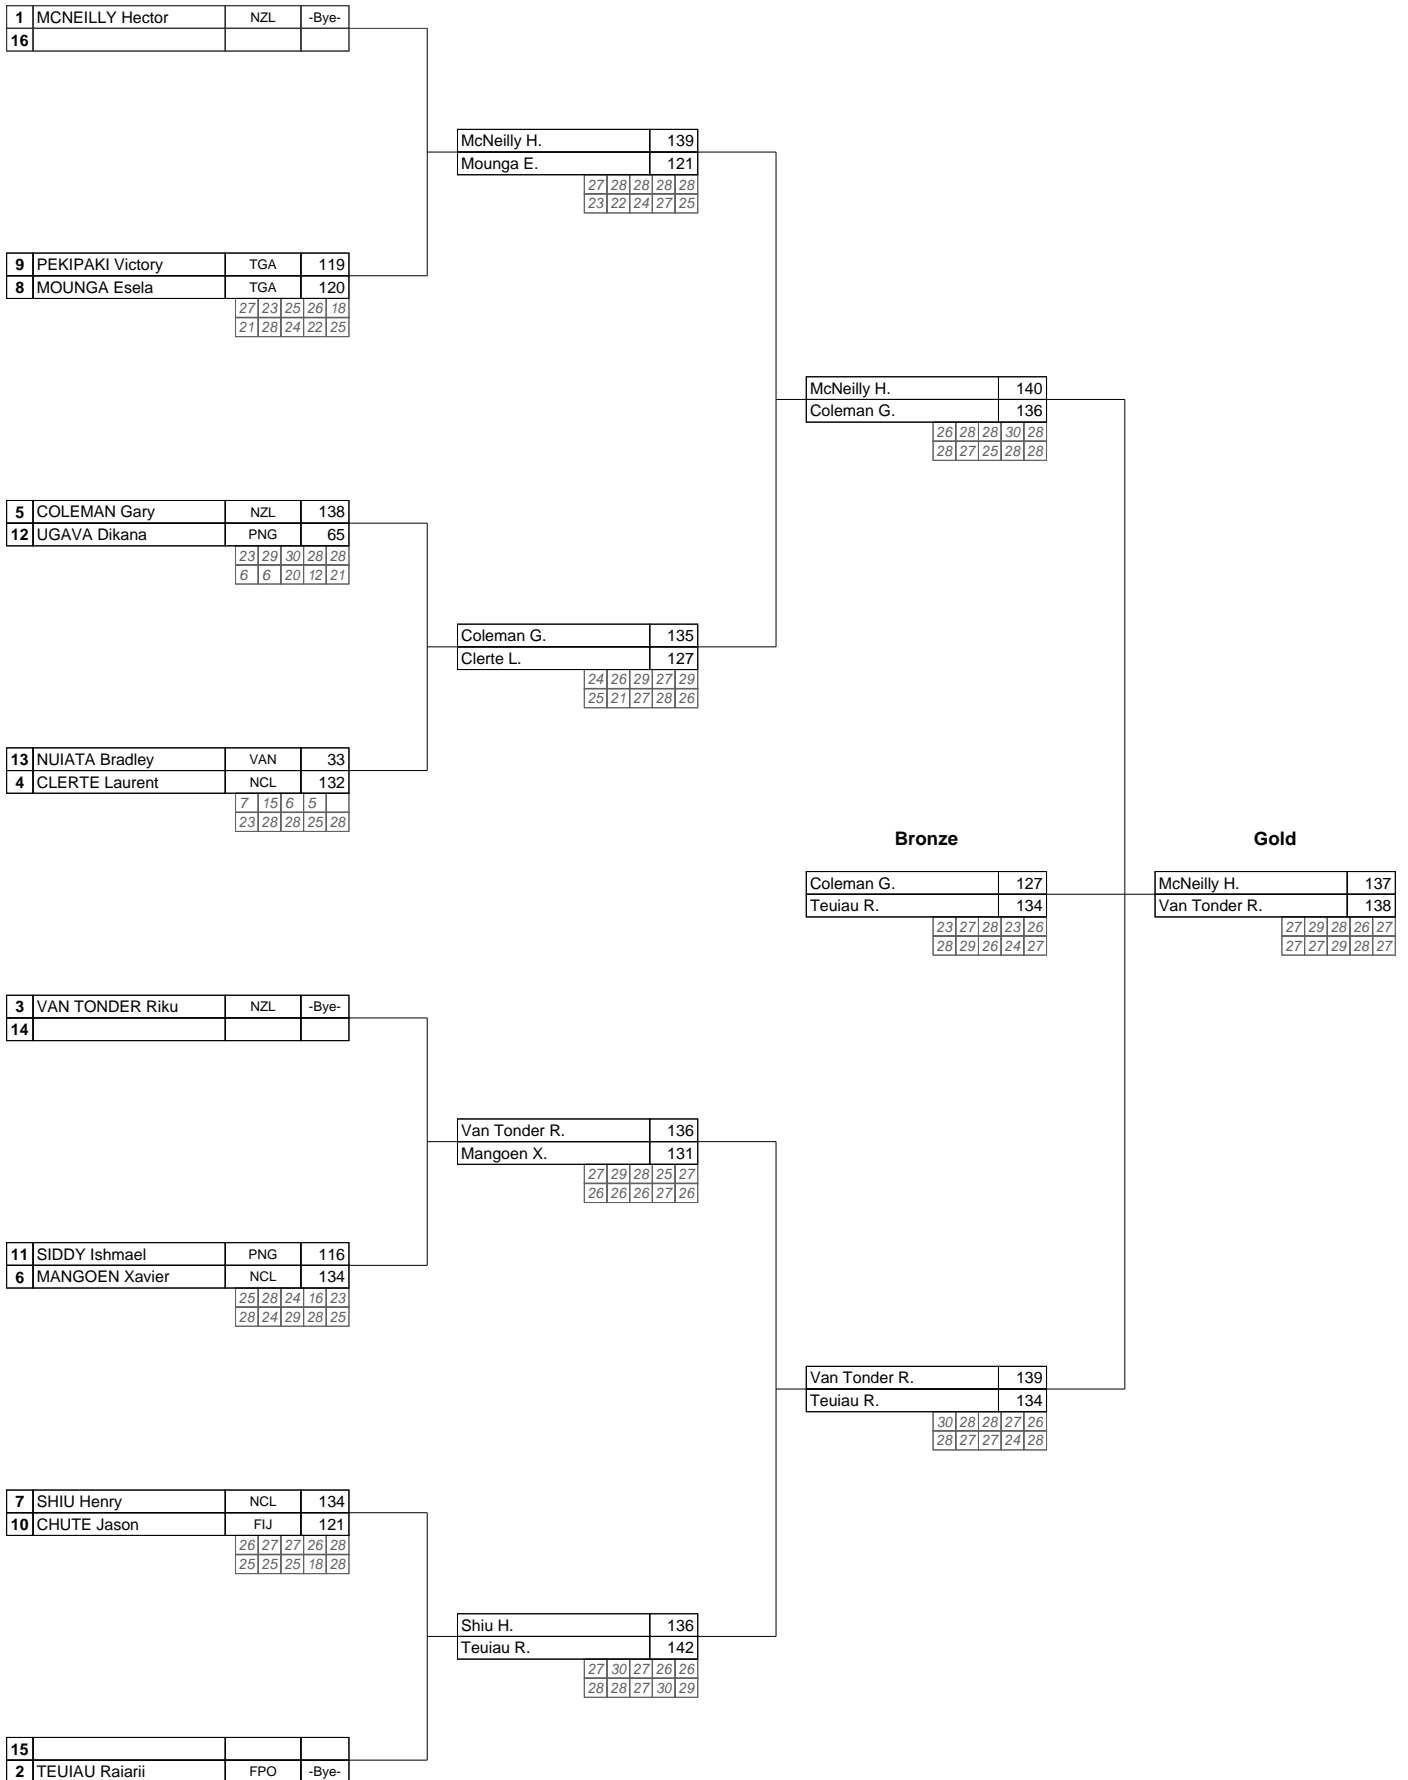 1 MCNEILLY Hector NZL -Bye-
16
McNeilly H. 139
Mounga E. 121
27 28 28 28 28
23 22 24 27 25
9 PEKIPAKI Victory TGA 119
8 MOUNGA Esela TGA 120
27 23 25 26 18
21 28 24 22 25
McNeilly H. 140
Coleman G. 136
26 28 28 30 28
28 27 25 28 28
5 COLEMAN Gary NZL 138
12 UGAVA Dikana PNG 65
23 29 30 28 28
6 6 20 12 21
Coleman G. 135
Clerte L. 127
24 26 29 27 29
25 21 27 28 26
13 NUIATA Bradley VAN 33
4 CLERTE Laurent NCL 132
7 15 6 5
23 28 28 25 28
Bronze Gold
Coleman G. 127 McNeilly H. 137
Teuiau R. 134 Van Tonder R. 138
23 27 28 23 26 27 29 28 26 27
28 29 26 24 27 27 27 29 28 27
3 VAN TONDER Riku NZL -Bye-
14
Van Tonder R. 136
Mangoen X. 131
27 29 28 25 27
26 26 26 27 26
11 SIDDY Ishmael PNG 116
6 MANGOEN Xavier NCL 134
25 28 24 16 23
28 24 29 28 25
Van Tonder R. 139
Teuiau R. 134
30 28 28 27 26
28 27 27 24 28
7 SHIU Henry NCL 134
10 CHUTE Jason FIJ 121
26 27 27 26 28
25 25 25 18 28
Shiu H. 136
Teuiau R. 142
27 30 27 26 26
28 28 27 30 29
15
2 TEUIAU Raiarii FPO -Bye-